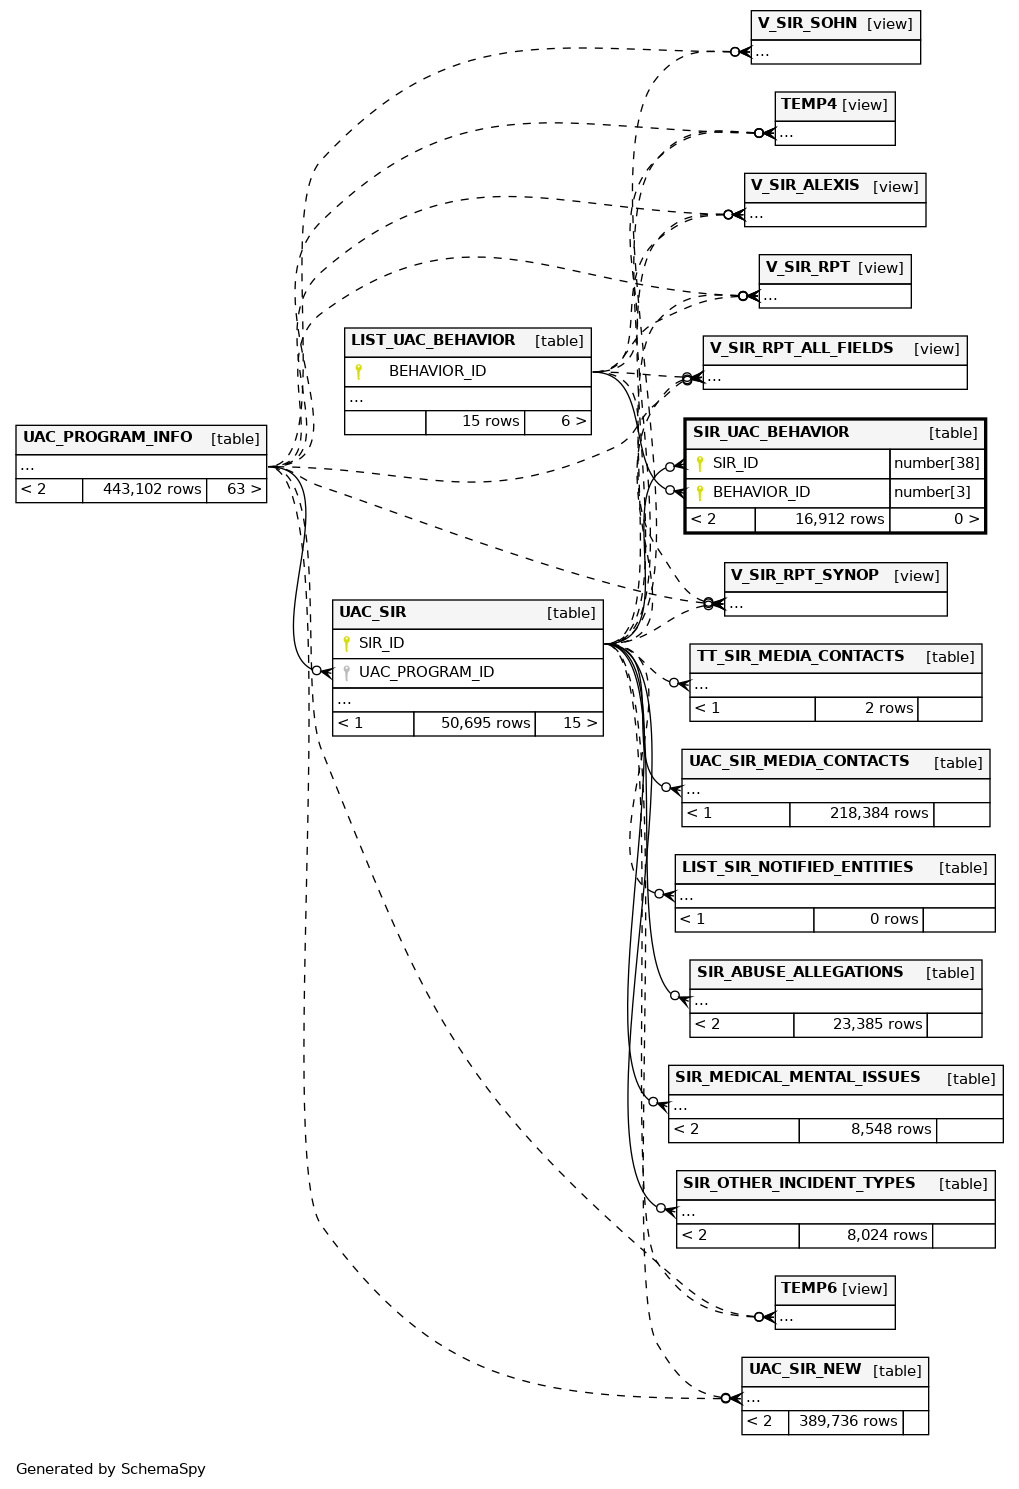 V_SIR_SOHN [view]
...
TEMP4 [view]
...
V_SIR_ALEXIS [view]
...
V_SIR_RPT [view]
...
LIST_UAC_BEHAVIOR [table]
BEHAVIOR_ID
...
15 rows 6 >
V_SIR_RPT_ALL_FIELDS [view]
...
UAC_PROGRAM_INFO [table]
...
< 2 443,102 rows 63 >
SIR_UAC_BEHAVIOR [table]
SIR_ID number[38]
BEHAVIOR_ID number[3]
< 2 16,912 rows 0 >
V_SIR_RPT_SYNOP [view]
...
UAC_SIR [table]
SIR_ID
UAC_PROGRAM_ID
...
< 1 50,695 rows 15 >
TT_SIR_MEDIA_CONTACTS [table]
...
< 1 2 rows
UAC_SIR_MEDIA_CONTACTS [table]
...
< 1 218,384 rows
LIST_SIR_NOTIFIED_ENTITIES [table]
...
< 1 0 rows
SIR_ABUSE_ALLEGATIONS [table]
...
< 2 23,385 rows
SIR_MEDICAL_MENTAL_ISSUES [table]
...
< 2 8,548 rows
SIR_OTHER_INCIDENT_TYPES [table]
...
< 2 8,024 rows
TEMP6 [view]
...
UAC_SIR_NEW [table]
...
< 2 389,736 rows
Generated by SchemaSpy